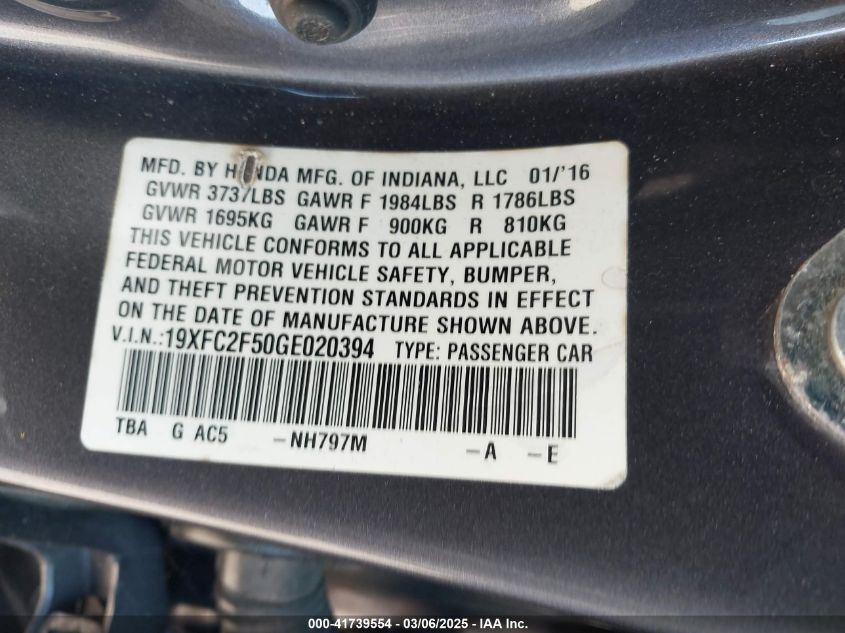 MFD. BY HONDA MFG. OF INDIANA, LLC 01/'16
GVWR 3737LBS GAWR F 1984LBS R 1786LBS
GVWR 1695KG GAWR F 900KG R 810KG
THIS VEHICLE CONFORMS TO ALL APPLICABLE
FEDERAL MOTOR VEHICLE SAFETY, BUMPER,
AND THEFT PREVENTION STANDARDS IN EFFECT
ON THE DATE OF MANUFACTURE SHOWN ABOVE.
V.I.N.:19XFC2F50GE020394 TYPE: PASSENGER CAR
TBA G AC5 -NH797M -A -E
000-41739554 - 03/06/2025 - IAA Inc.